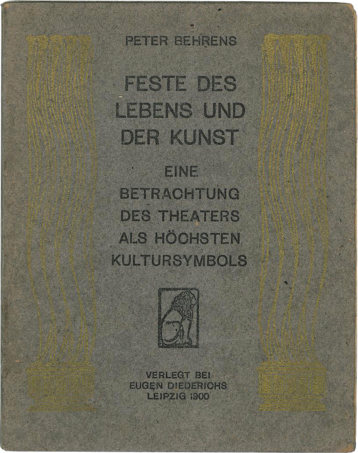 PETER BEHRENS
FESTE DES
LEBENS UND
DER KUNST
EINE
BETRACHTUNG
DES THEATERS
ALS HÖCHSTEN
KULTURSYMBOLS
VERLEGT BEI
EUGEN DIEDERICHS
LEIPZIG 1900